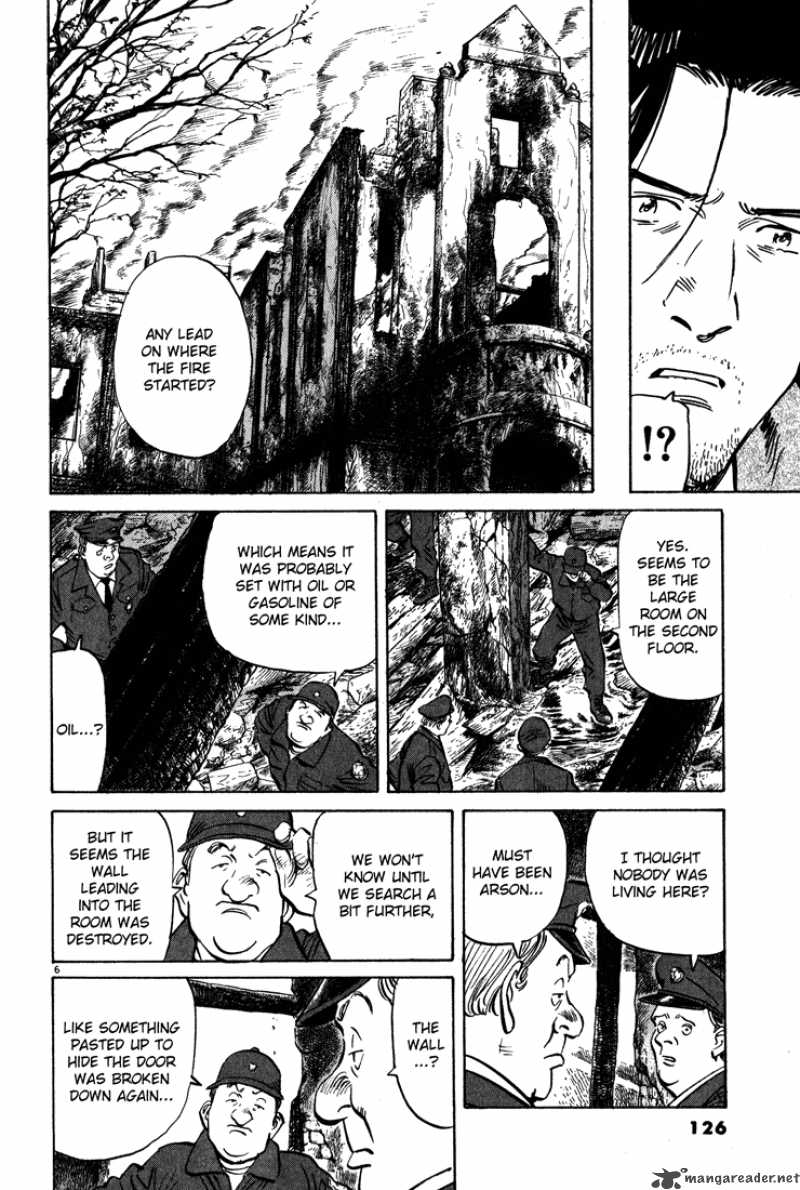 !?
ANY LEAD
ON WHERE
THE FIRE
STARTED?
YES.
SEEMS TO
BE THE
LARGE
ROOM ON
THE SECOND
FLOOR.
WHICH MEANS IT
WAS PROBABLY
SET WITH OIL OR
GASOLINE OF
SOME KIND...
OIL...?
I THOUGHT
NOBODY WAS
LIVING HERE?
MUST
HAVE BEEN
ARSON...
WE WON'T
KNOW UNTIL
WE SEARCH A
BIT FURTHER,
BUT IT
SEEMS THE
WALL
LEADING
INTO THE
ROOM WAS
DESTROYED.
6
THE
WALL
...?
LIKE SOMETHING
PASTED UP TO
HIDE THE DOOR
WAS BROKEN
DOWN AGAIN...
126
mangareader.net